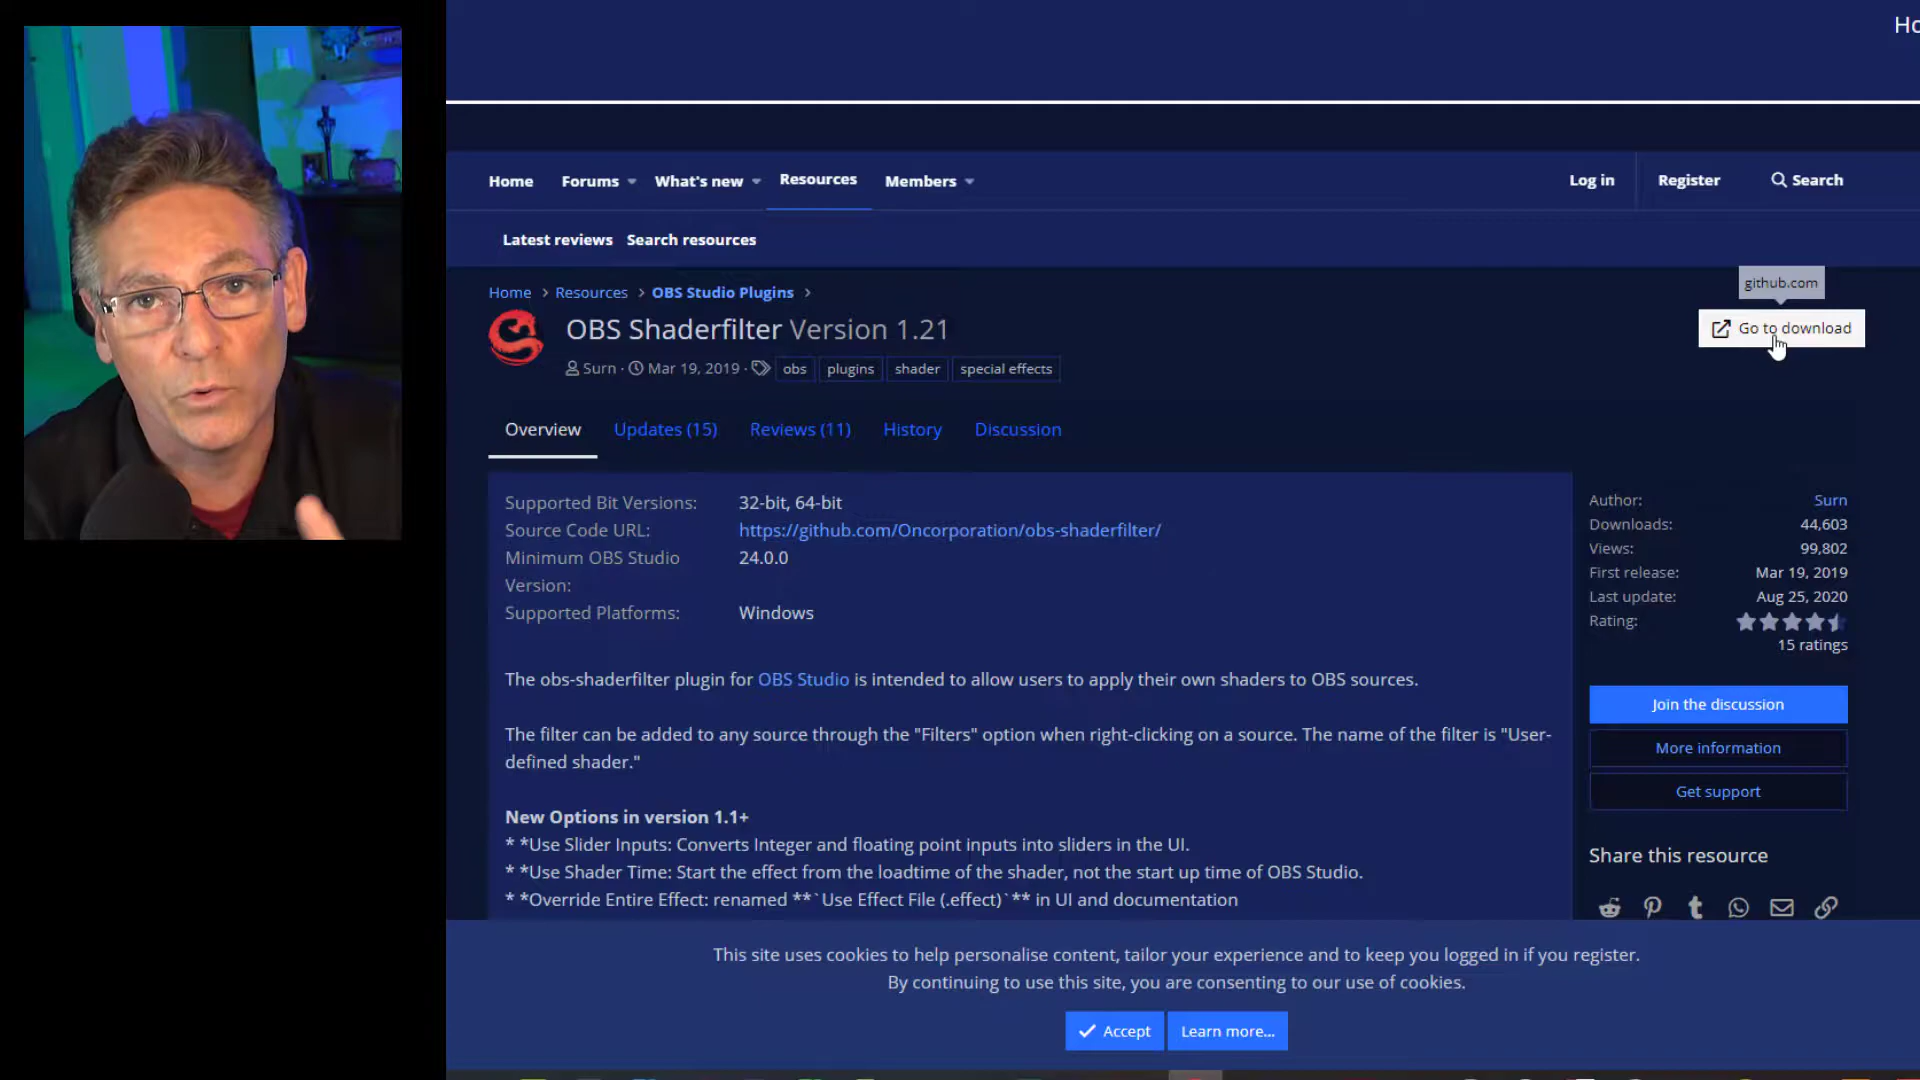 Ho
Home Forums What's new Resources Members Log in Register Search
Latest reviews Search resources
Home > Resources > OBS Studio Plugins >
github.com
OBS Shaderfilter Version 1.21
Go to download
Surn · Mar 19, 2019 · obs plugins shader special effects
Overview Updates (15) Reviews (11) History Discussion
Supported Bit Versions: 32-bit, 64-bit
Source Code URL: https://github.com/Oncorporation/obs-shaderfilter/
Minimum OBS Studio 24.0.0
Version:
Supported Platforms: Windows
The obs-shaderfilter plugin for OBS Studio is intended to allow users to apply their own shaders to OBS sources.
The filter can be added to any source through the "Filters" option when right-clicking on a source. The name of the filter is "User-
defined shader."
New Options in version 1.1+
* *Use Slider Inputs: Converts Integer and floating point inputs into sliders in the UI.
* *Use Shader Time: Start the effect from the loadtime of the shader, not the start up time of OBS Studio.
* *Override Entire Effect: renamed **`Use Effect File (.effect)`** in UI and documentation
Author: Surn
Downloads: 44,603
Views: 99,802
First release: Mar 19, 2019
Last update: Aug 25, 2020
Rating:
15 ratings
Join the discussion
More information
Get support
Share this resource
This site uses cookies to help personalise content, tailor your experience and to keep you logged in if you register.
By continuing to use this site, you are consenting to our use of cookies.
Accept Learn more...